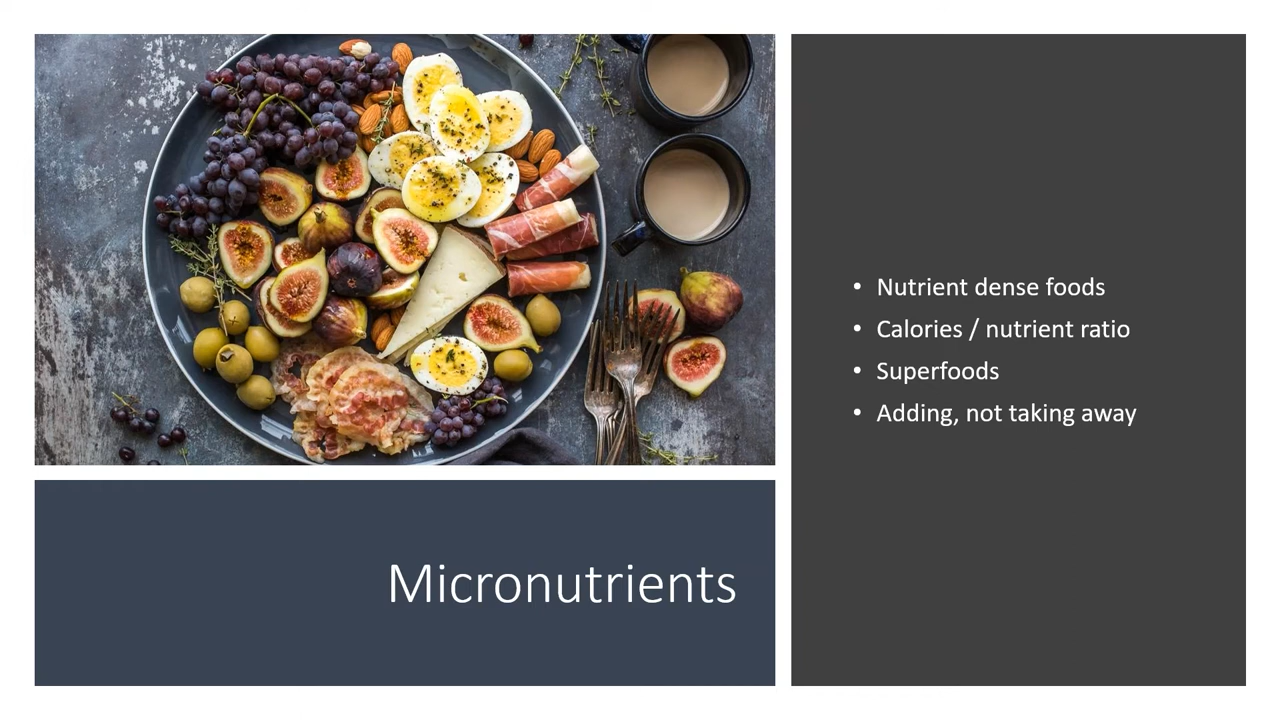 Micronutrients
• Nutrient dense foods
• Calories / nutrient ratio
• Superfoods
• Adding, not taking away